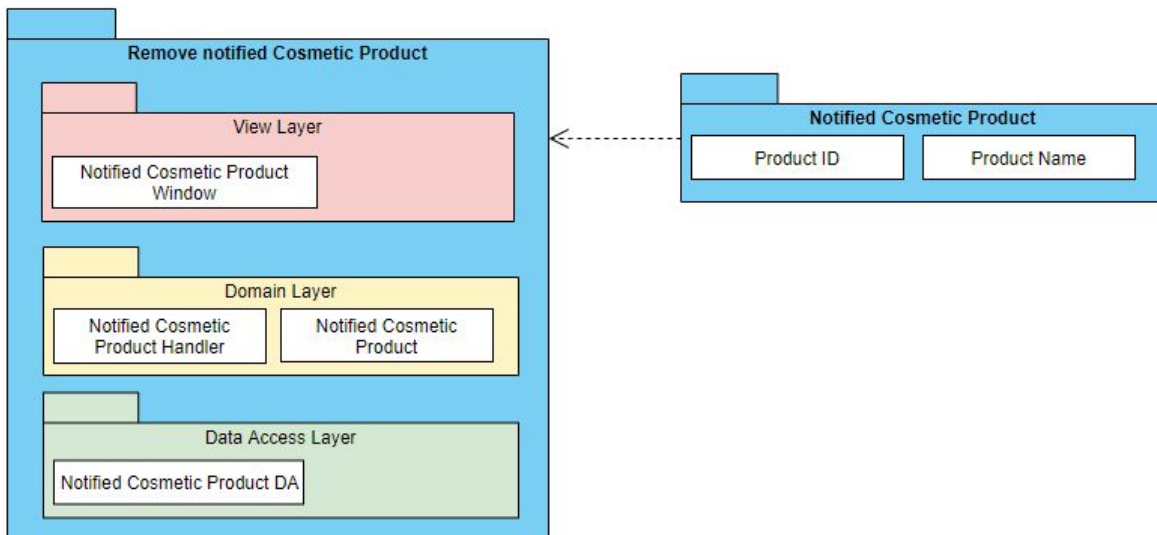 Remove notified Cosmetic Product
View Layer
Notified Cosmetic Product
Window
Domain Layer
Notified Cosmetic
Product Handler
Notified Cosmetic
Product
Data Access Layer
Notified Cosmetic Product DA
Notified Cosmetic Product
Product ID
Product Name